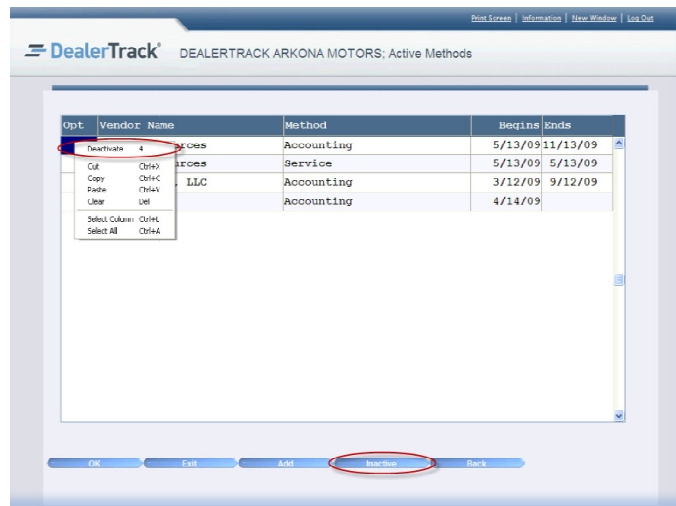 Print Screen | Information | New Window | Log Out
DealerTrack® DEALERTRACK ARKONA MOTORS; Active Methods
Opt Vendor Name Method Begins Ends
Deactivate 4 rces Accounting 5/13/09 11/13/09
Cut Ctrl+X urces Service 5/13/09 5/13/09
Copy Ctrl+C , LLC Accounting 3/12/09 9/12/09
Paste Ctrl+V
Clear Del Accounting 4/14/09
Select Column Ctrl+L
Select All Ctrl+A
OK Exit Add Inactive Back